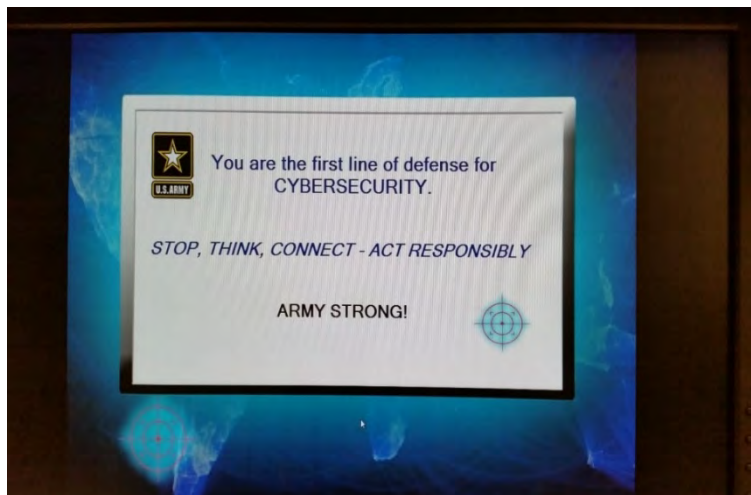 U.S.ARMY
You are the first line of defense for
CYBERSECURITY.
STOP, THINK, CONNECT - ACT RESPONSIBLY
ARMY STRONG!